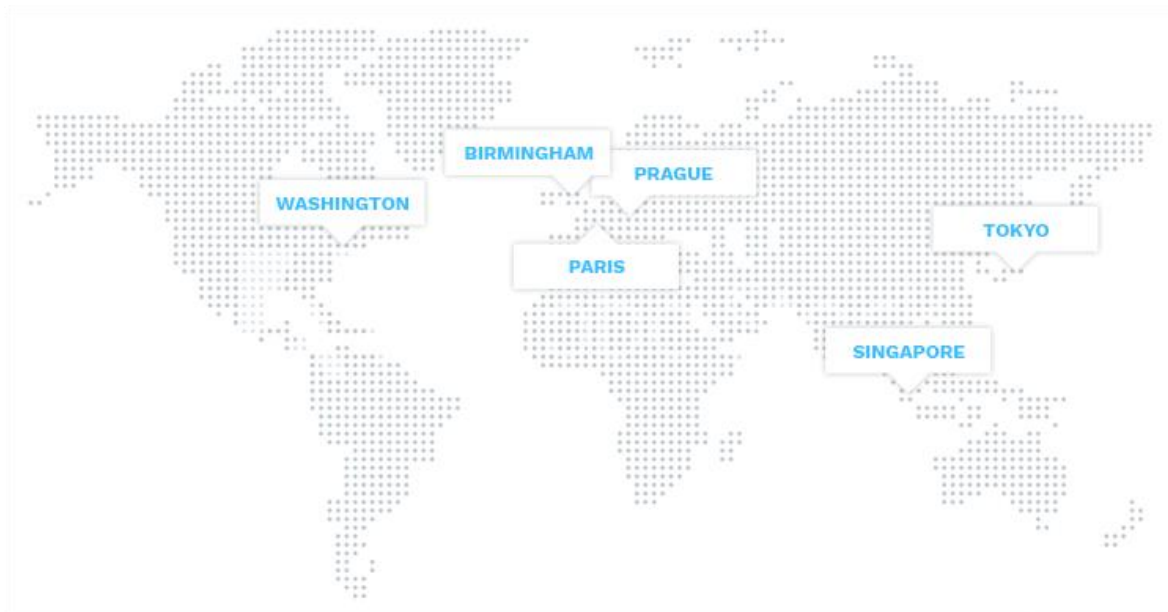 BIRMINGHAM
PRAGUE
WASHINGTON
TOKYO
PARIS
SINGAPORE